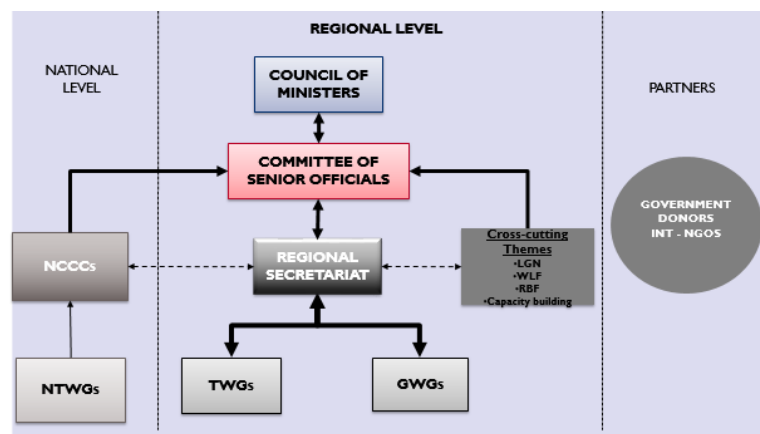 REGIONAL LEVEL
NATIONAL
LEVEL
COUNCIL OF
MINISTERS
PARTNERS
COMMITTEE OF
SENIOR OFFICIALS
GOVERNMENT
DONORS
INT - NGOS
NCCCs
REGIONAL
SECRETARIAT
Cross-cutting
Themes
•LGN
•WLF
•RBF
•Capacity building
NTWGs
TWGs
GWGs